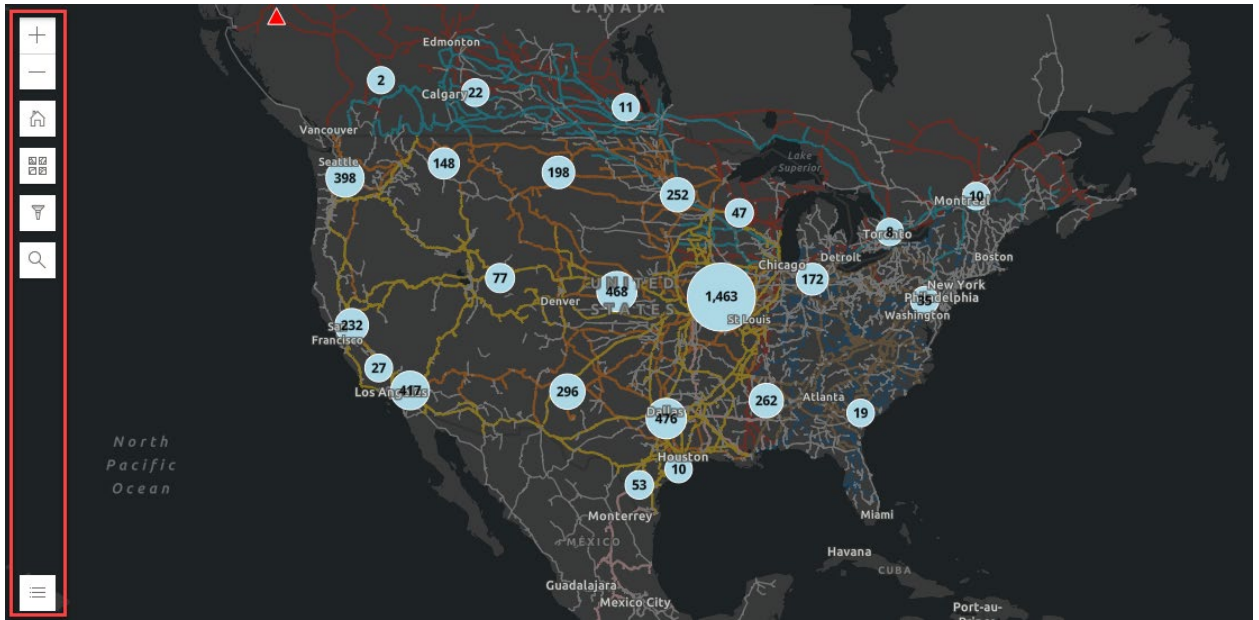 CANADA
Edmonton
2
Calgary
22
11
Vancouver
Seattle
398
148
198
252
47
Lake
Superior
10
Montreal
8
Toronto
Boston
Chicago
Detroit
172
77
Denver
UNITED
STATES
468
1,463
St Louis
New York
Philadelphia
Washington
232
San
Francisco
27
417
Los Angeles
296
Dallas
476
262
Atlanta
19
Houston
10
53
North
Pacific
Ocean
Monterrey
MÉXICO
Miami
Havana
CUBA
Guadalajara
Mexico City
Port-au-